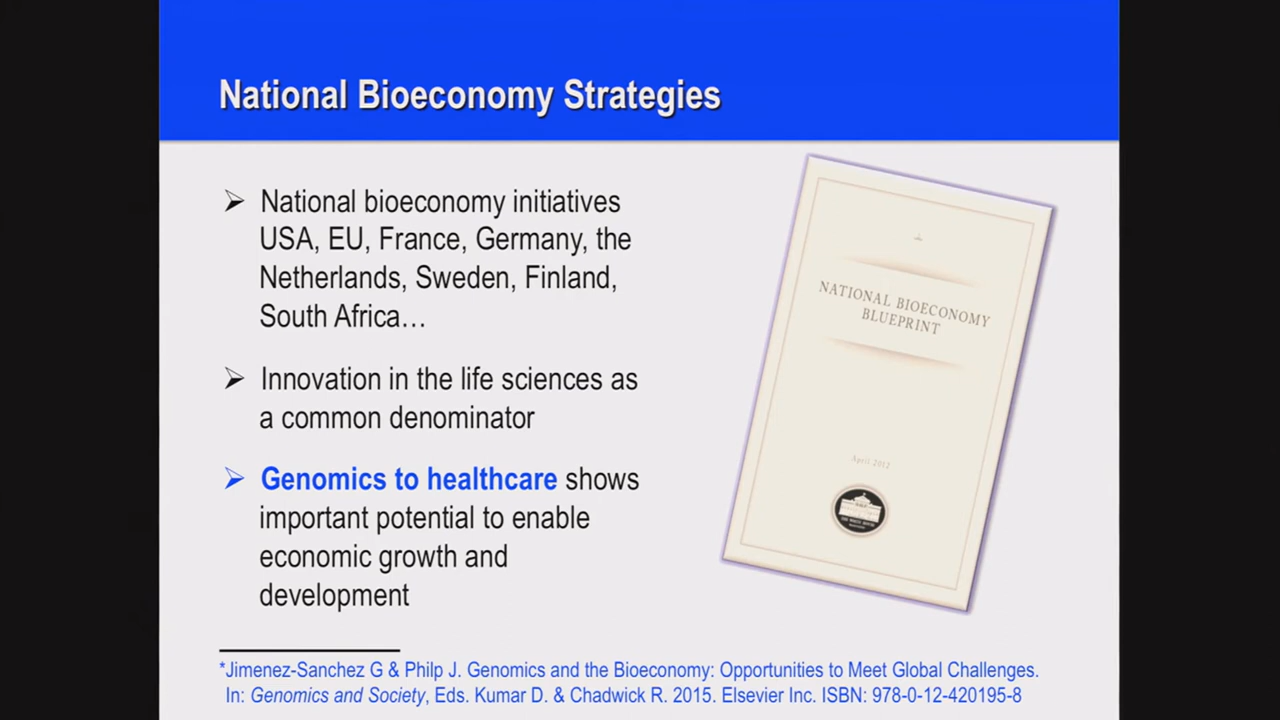 National Bioeconomy Strategies
National bioeconomy initiatives
USA, EU, France, Germany, the
Netherlands, Sweden, Finland,
South Africa…
Innovation in the life sciences as
a common denominator
Genomics to healthcare shows
important potential to enable
economic growth and
development
NATIONAL BIOECONOMY
BLUEPRINT
April 2012
THE WHITE HOUSE
*Jimenez-Sanchez G & Philp J. Genomics and the Bioeconomy: Opportunities to Meet Global Challenges.
In: Genomics and Society, Eds. Kumar D. & Chadwick R. 2015. Elsevier Inc. ISBN: 978-0-12-420195-8